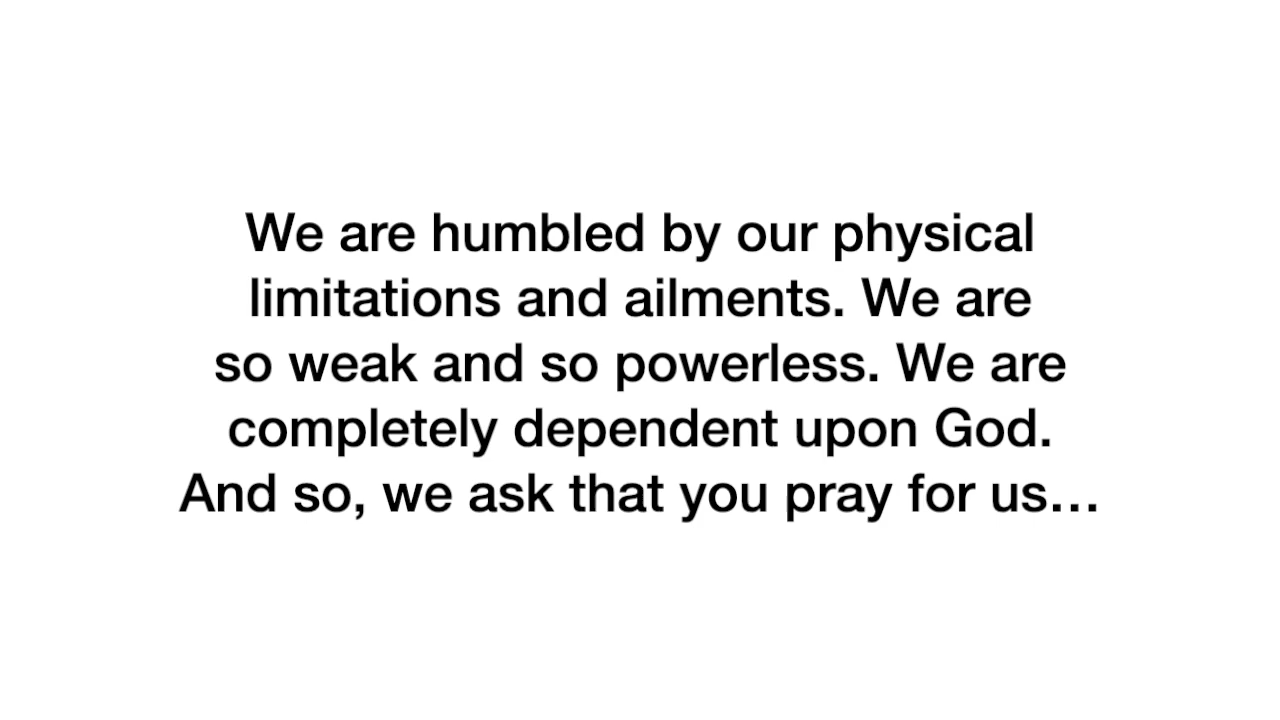 We are humbled by our physical
limitations and ailments. We are
so weak and so powerless. We are
completely dependent upon God.
And so, we ask that you pray for us…